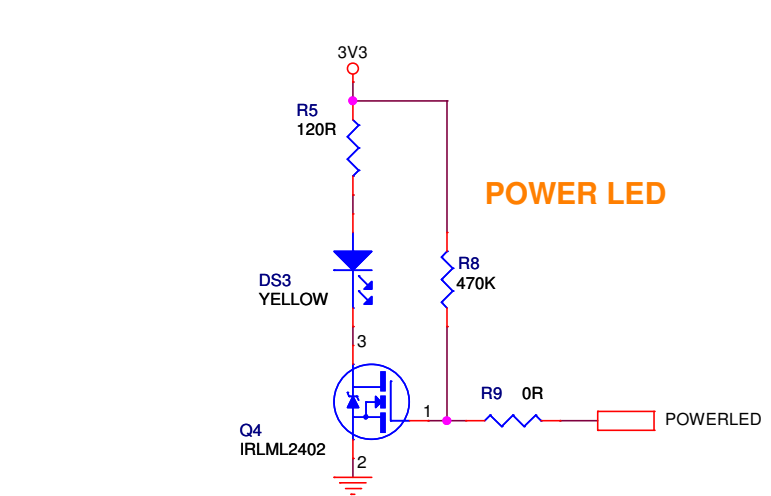 3V3
R5
120R
POWER LED
R8
470K
DS3
YELLOW
3
R9 0R
1
POWERLED
Q4
IRLML2402
2